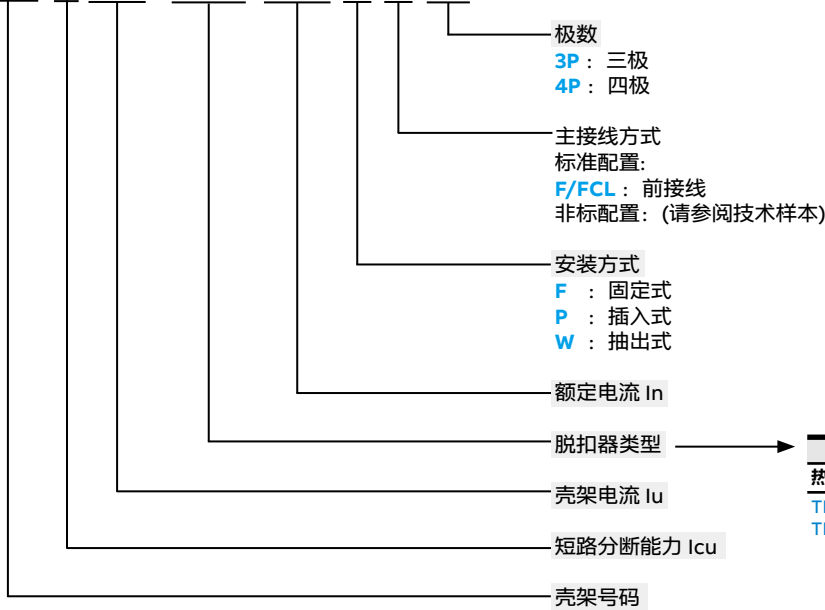 极数
3P： 三极
4P： 四极
主接线方式
标准配置:
F/FCL： 前接线
非标配置：(请参阅技术样本)
安装方式
F ： 固定式
P ： 插入式
W ： 抽出式
额定电流 In
脱扣器类型
壳架电流 Iu
短路分断能力 Icu
壳架号码